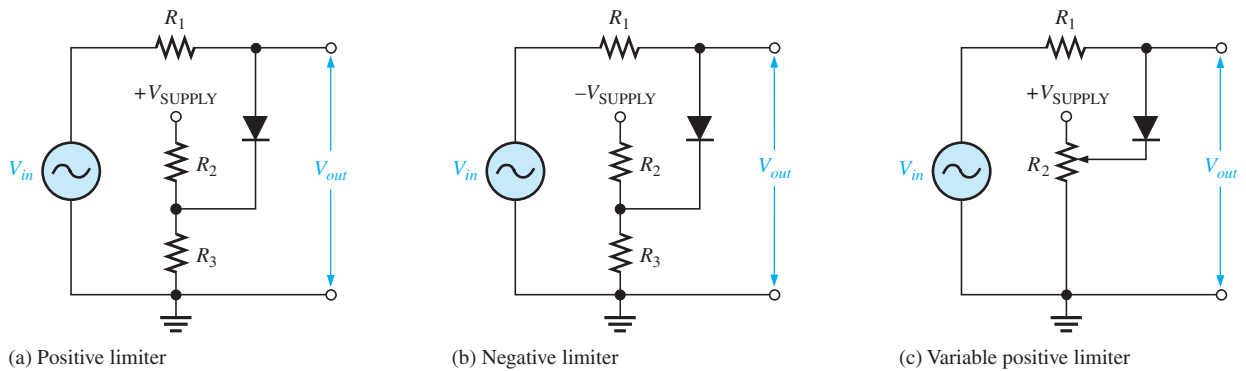 R1
+VSUPPLY
R2
Vin
Vout
R3
(a) Positive limiter
R1
–VSUPPLY
R2
Vin
Vout
R3
(b) Negative limiter
R1
+VSUPPLY
R2
Vin
Vout
(c) Variable positive limiter